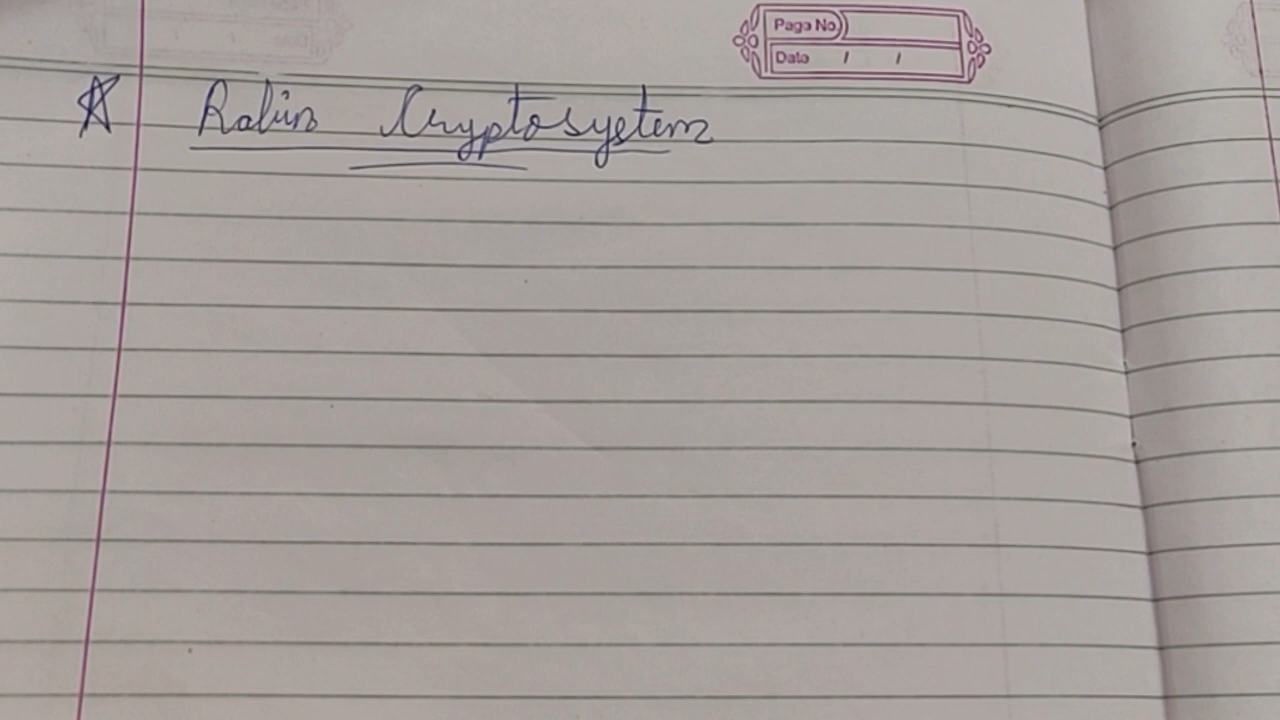 Page No.
Date / /
☆ Rabin Cryptosystem